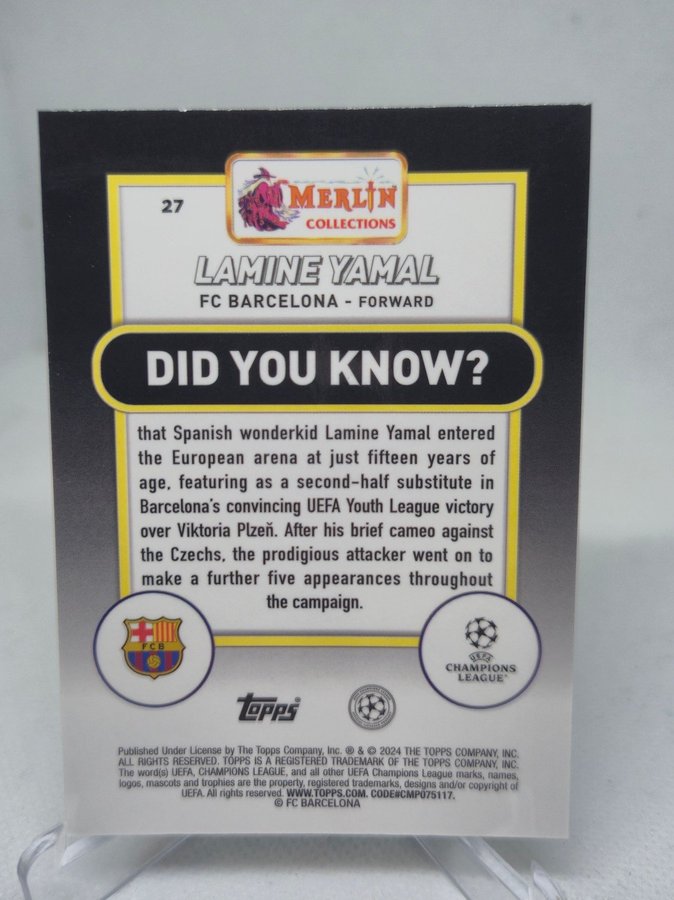 27
MERLIN
COLLECTIONS
LAMINE YAMAL
FC BARCELONA - FORWARD
DID YOU KNOW?
that Spanish wonderkid Lamine Yamal entered
the European arena at just fifteen years of
age, featuring as a second-half substitute in
Barcelona's convincing UEFA Youth League victory
over Viktoria Plzeň. After his brief cameo against
the Czechs, the prodigious attacker went on to
make a further five appearances throughout
the campaign.
FCB
UEFA
CHAMPIONS
LEAGUE
topps
Published Under License by The Topps Company, Inc. ® & © 2024 THE TOPPS COMPANY, INC.
ALL RIGHTS RESERVED. TOPPS IS A REGISTERED TRADEMARK OF THE TOPPS COMPANY, INC.
The word(s) UEFA, CHAMPIONS LEAGUE, and all other UEFA Champions League marks, names,
logos, mascots and trophies are the property, registered trademarks, designs and/or copyright of
UEFA. All rights reserved. WWW.TOPPS.COM. CODE#CMP075117.
© FC BARCELONA